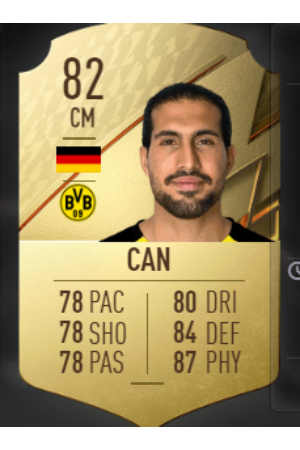 82
CM
BVB
09
CAN
78 PAC 80 DRI
78 SHO 84 DEF
78 PAS 87 PHY